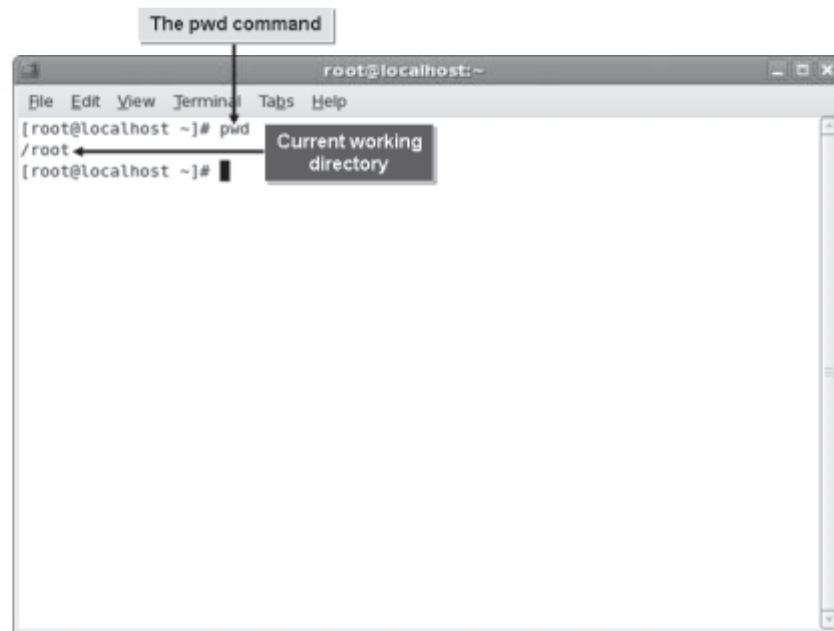 The pwd command
root@localhost:~
File Edit View Terminal Tabs Help
[root@localhost ~]# pwd
/root
Current working
directory
[root@localhost ~]#